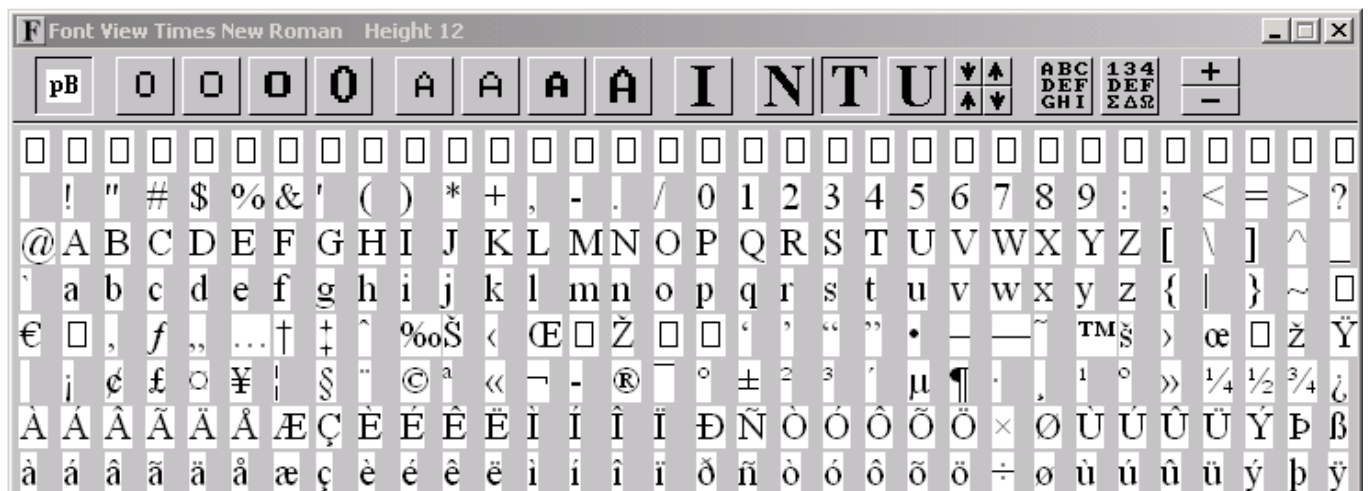 Font View Times New Roman Height 12
pB 0 0 0 0 A A A A I N T U ABC DEF GHI 134 DEF ΣΔΩ + −
□ □ □ □ □ □ □ □ □ □ □ □ □ □ □ □ □ □ □ □ □ □ □ □ □ □ □ □ □ □ □ □
! " # $ % & ' ( ) * + , - . / 0 1 2 3 4 5 6 7 8 9 : ; < = > ?
@ A B C D E F G H I J K L M N O P Q R S T U V W X Y Z [ \ ] ^ _
` a b c d e f g h i j k l m n o p q r s t u v w x y z { | } ~ □
€ □ ‚ ƒ „ … † ‡ ˆ ‰ Š ‹ Œ □ Ž □ □ ‘ ’ “ ” • – — ˜ ™ š › œ □ ž Ÿ
¡ ¢ £ ¤ ¥ ¦ § ¨ © ª « ¬ - ® ¯ ° ± ² ³ ´ µ ¶ · ¸ ¹ º » ¼ ½ ¾ ¿
À Á Â Ã Ä Å Æ Ç È É Ê Ë Ì Í Î Ï Ð Ñ Ò Ó Ô Õ Ö × Ø Ù Ú Û Ü Ý Þ ß
à á â ã ä å æ ç è é ê ë ì í î ï ð ñ ò ó ô õ ö ÷ ø ù ú û ü ý þ ÿ